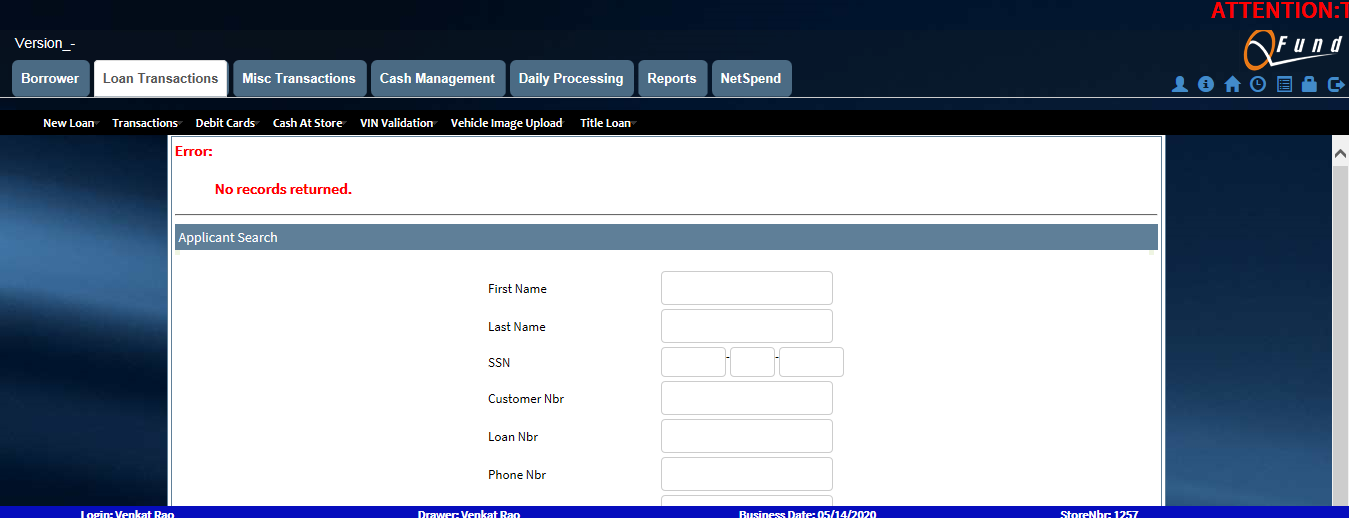 ATTENTION:T
Version_-
QFund
Borrower Loan Transactions Misc Transactions Cash Management Daily Processing Reports NetSpend
New Loan Transactions Debit Cards Cash At Store VIN Validation Vehicle Image Upload Title Loan
Error:
No records returned.
Applicant Search
First Name
Last Name
SSN - -
Customer Nbr
Loan Nbr
Phone Nbr
Login: Venkat Rao Drawer: Venkat Rao Business Date: 05/14/2020 StoreNbr: 1257